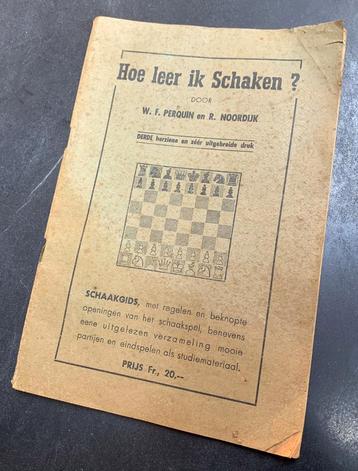 Hoe leer ik Schaken ?
DOOR
W. F. PERQUIN en R. NOORDIJK
DERDE herziene en zéér uitgebreide druk
SCHAAKGIDS, met regelen en beknopte
openingen van het schaakspel, benevens
eene uitgelezen verzameling mooie
partijen en eindspelen als studiemateriaal.
PRIJS Fr, 20,--